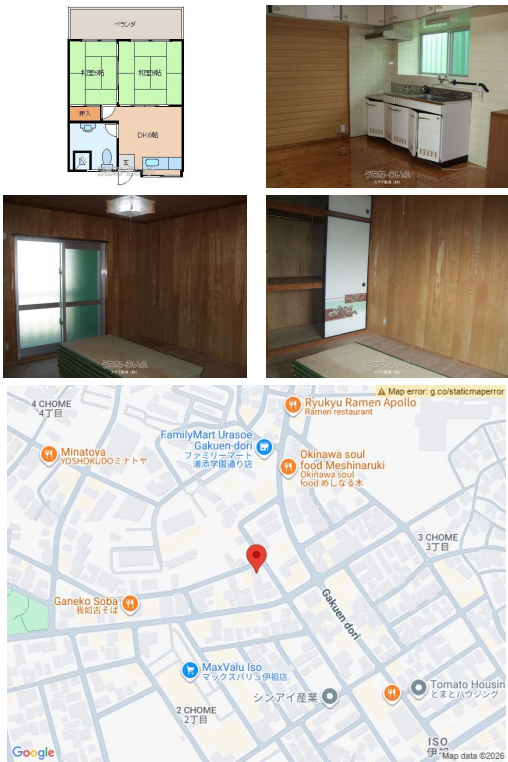 ベランダ
和室6帖
和室6帖
押入
DK6帖
玄
Map error: g.co/staticmaperror
4 CHOME
4丁目
Ryukyu Ramen Apollo
Ramen restaurant
FamilyMart Urasoe
Gakuen-dori
ファミリーマート
浦添学園通り店
Minatoya
YOSHOKUDOミナトヤ
Okinawa soul
food Meshinaruki
Okinawa soul
food めしなる木
3 CHOME
3丁目
Ganeko Soba
我如古そば
Gakuen dori
MaxValu Iso
マックスバリュ伊祖店
シンアイ産業
Tomato Housin
とまとハウジング
2 CHOME
2丁目
ISO
伊祖
Google
Map data ©2026